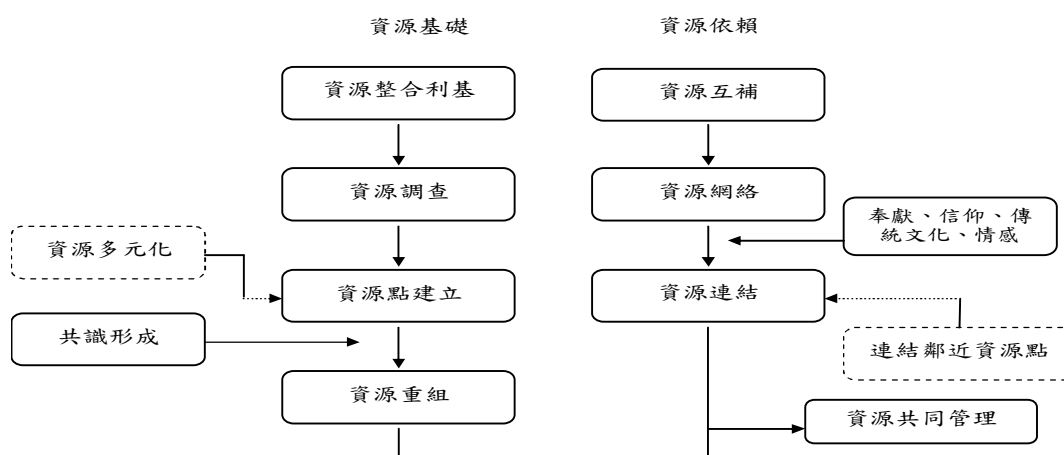 資源基礎
資源依賴
資源整合利基
資源互補
資源調查
資源網絡
奉獻、信仰、傳
統文化、情感
資源多元化
資源點建立
資源連結
共識形成
連結鄰近資源點
資源重組
資源共同管理